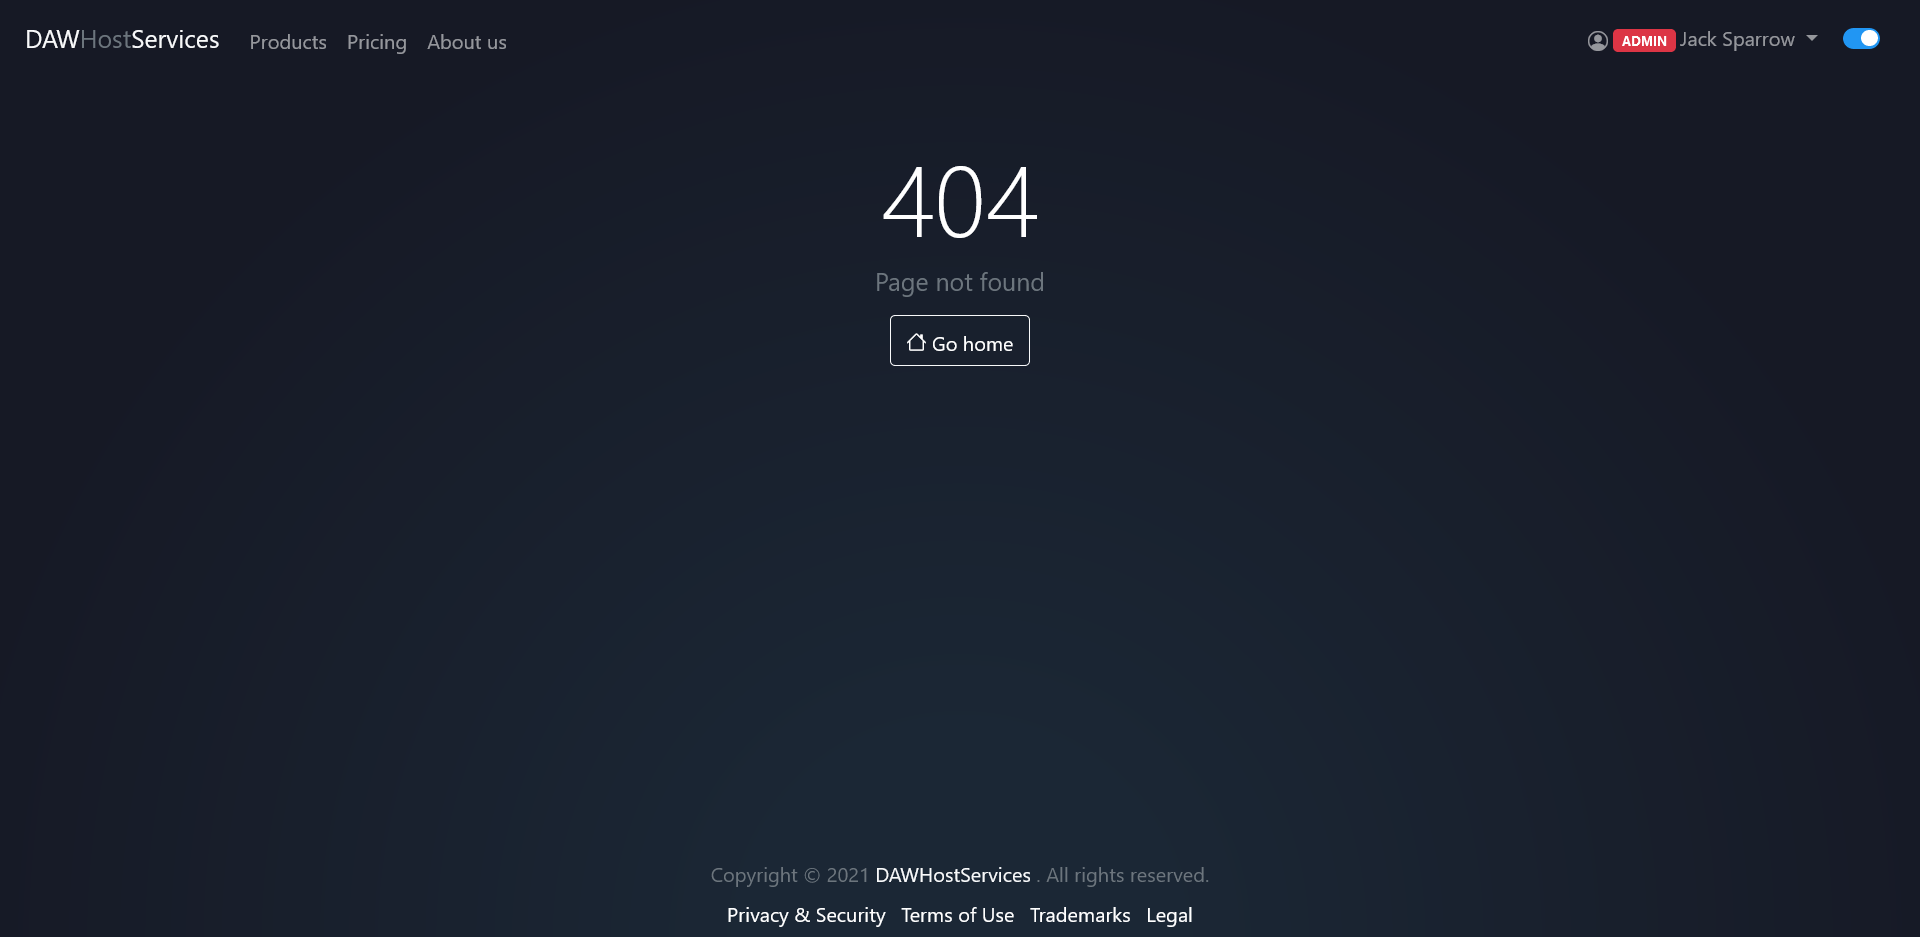 DAWHostServices Products Pricing About us ADMIN Jack Sparrow
404
Page not found
Go home
Copyright © 2021 DAWHostServices . All rights reserved.
Privacy & Security Terms of Use Trademarks Legal